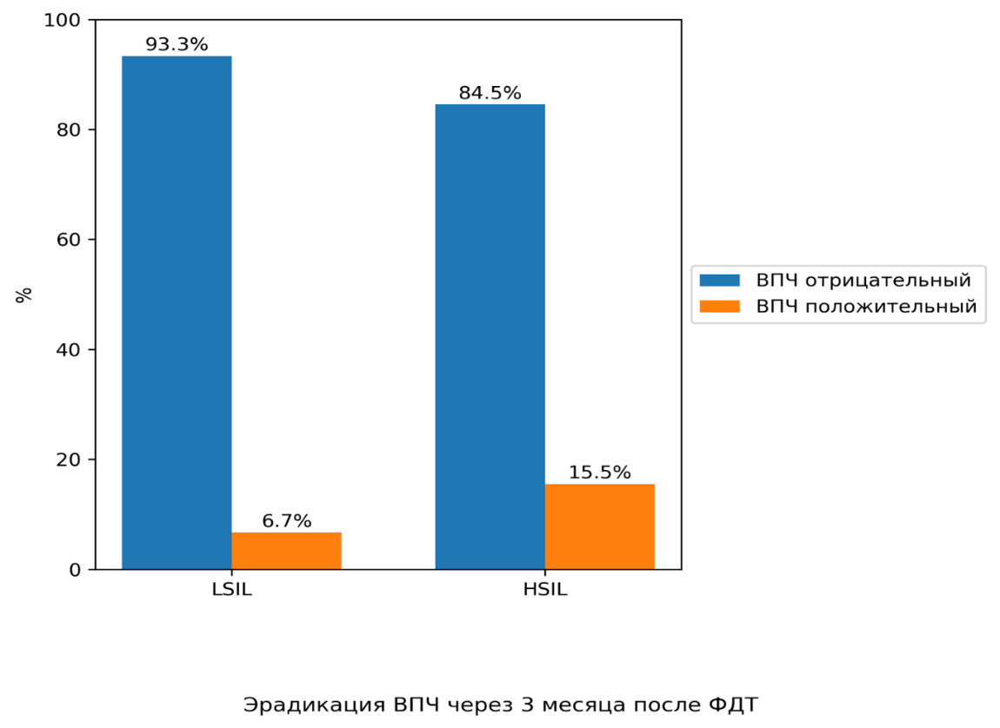 100
80
60
40
20
0
%
93.3%
6.7%
84.5%
15.5%
LSIL
HSIL
ВПЧ отрицательный
ВПЧ положительный
Эрадикация ВПЧ через 3 месяца после ФДТ